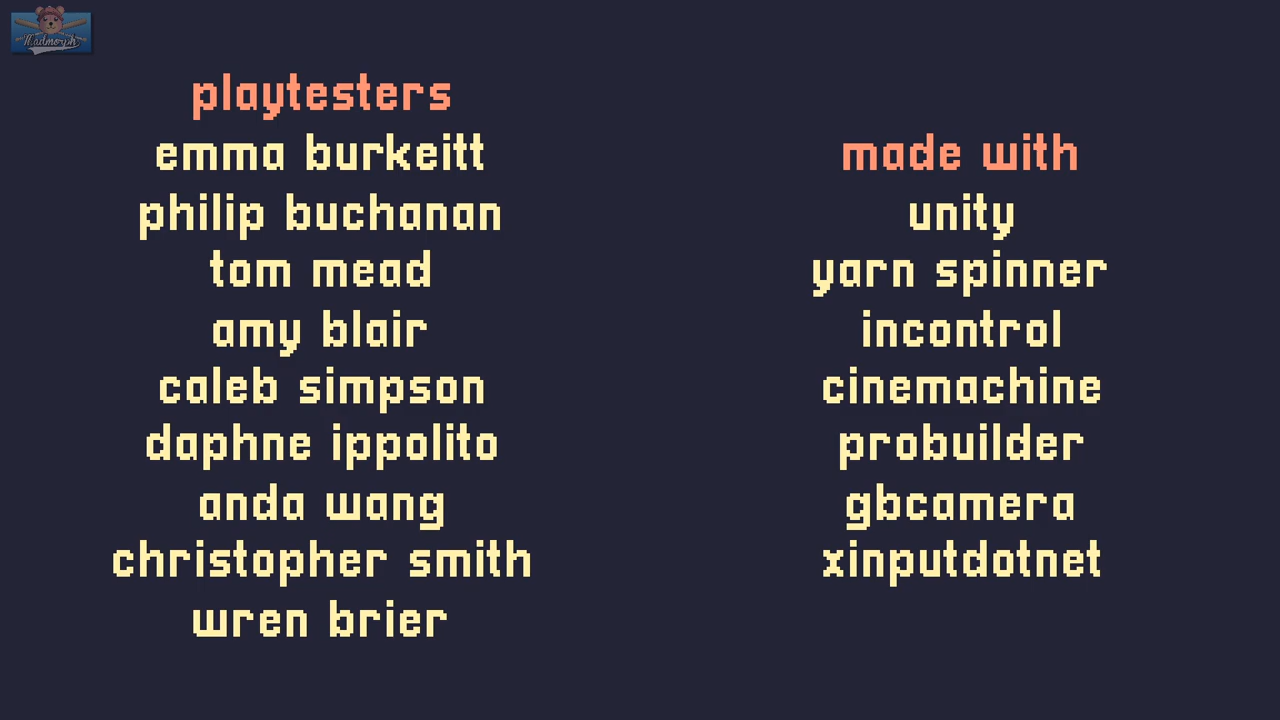 Madmorph
playtesters
emma burkeitt
philip buchanan
tom mead
amy blair
caleb simpson
daphne ippolito
anda wang
christopher smith
wren brier
made with
unity
yarn spinner
incontrol
cinemachine
probuilder
gbcamera
xinputdotnet